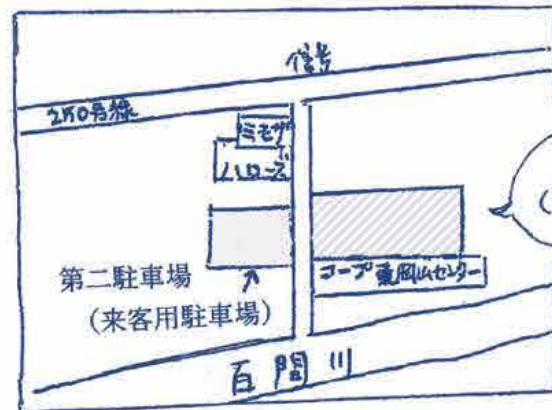 信号
250号線
ミモザ
ハローズ
コープ東岡山センター
第二駐車場
(来客用駐車場)
百間川